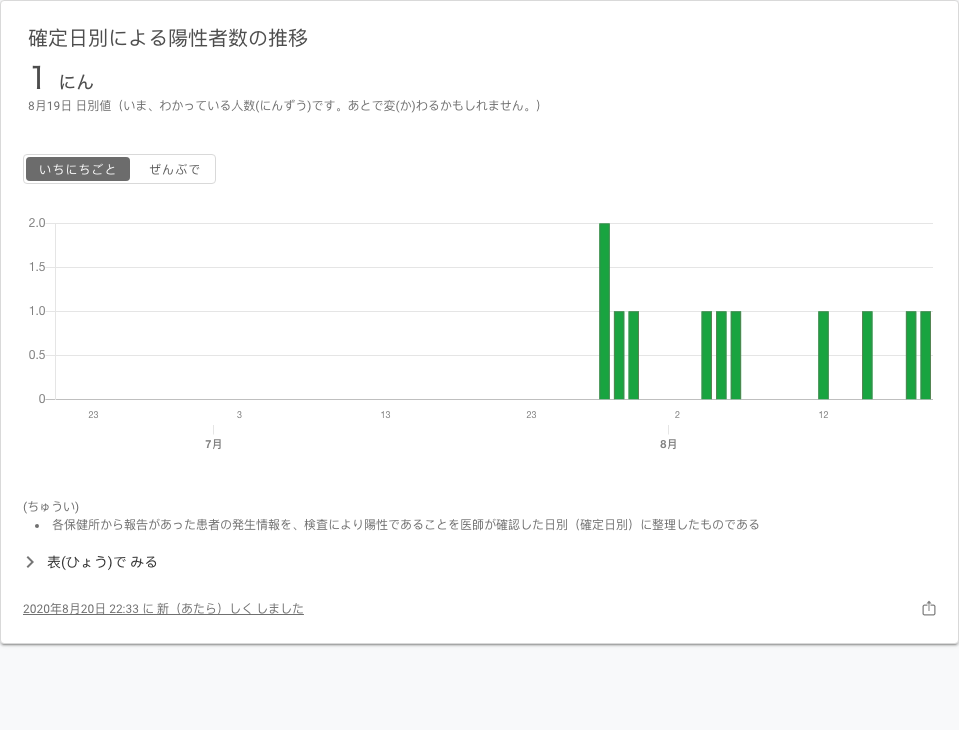 確定日別による陽性者数の推移
1 にん
8月19日 日別値（いま、わかっている人数(にんずう)です。あとで変(か)わるかもしれません。）
いちにちごと ぜんぶで
2.0
1.5
1.0
0.5
0
23 3 13 23 2 12
7月 8月
(ちゅうい)
• 各保健所から報告があった患者の発生情報を、検査により陽性であることを医師が確認した日別（確定日別）に整理したものである
表(ひょう)で みる
2020年8月20日 22:33 に 新（あたら）しく しました